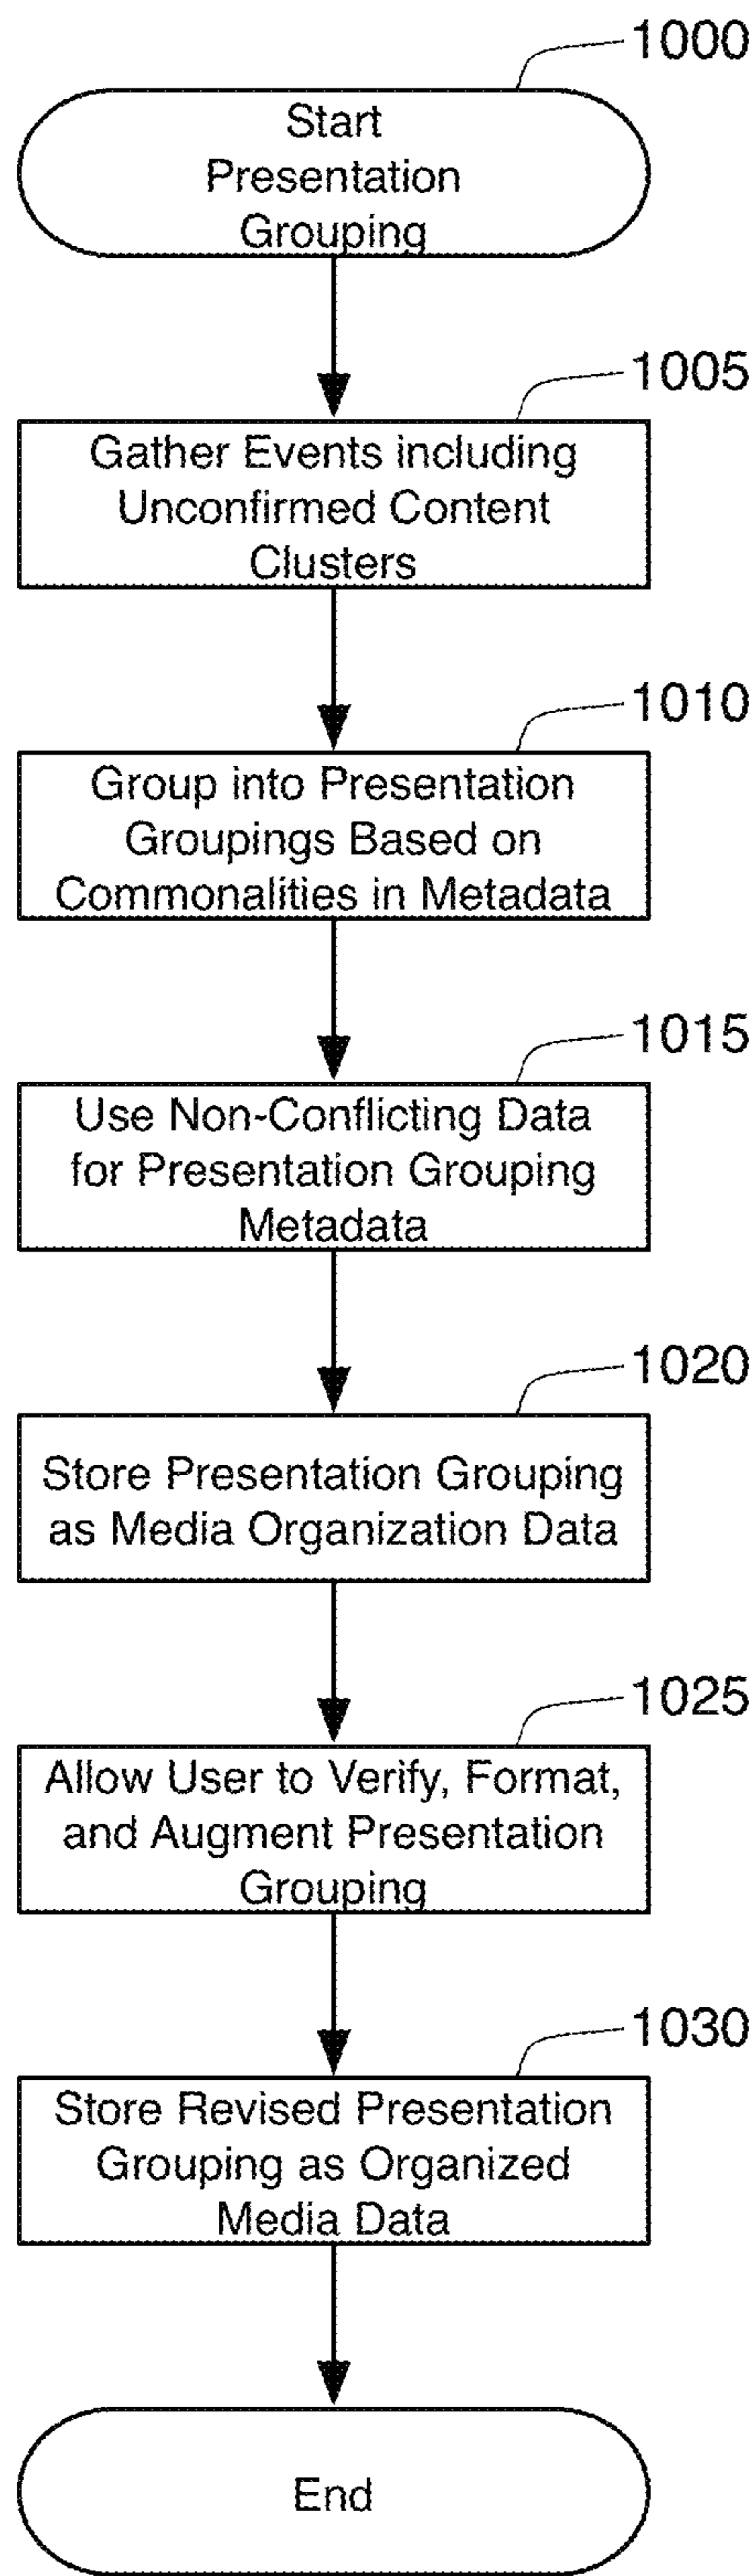 1000
Start
Presentation
Grouping
1005
Gather Events including
Unconfirmed Content
Clusters
1010
Group into Presentation
Groupings Based on
Commonalities in Metadata
1015
Use Non-Conflicting Data
for Presentation Grouping
Metadata
1020
Store Presentation Grouping
as Media Organization Data
1025
Allow User to Verify, Format,
and Augment Presentation
Grouping
1030
Store Revised Presentation
Grouping as Organized
Media Data
End